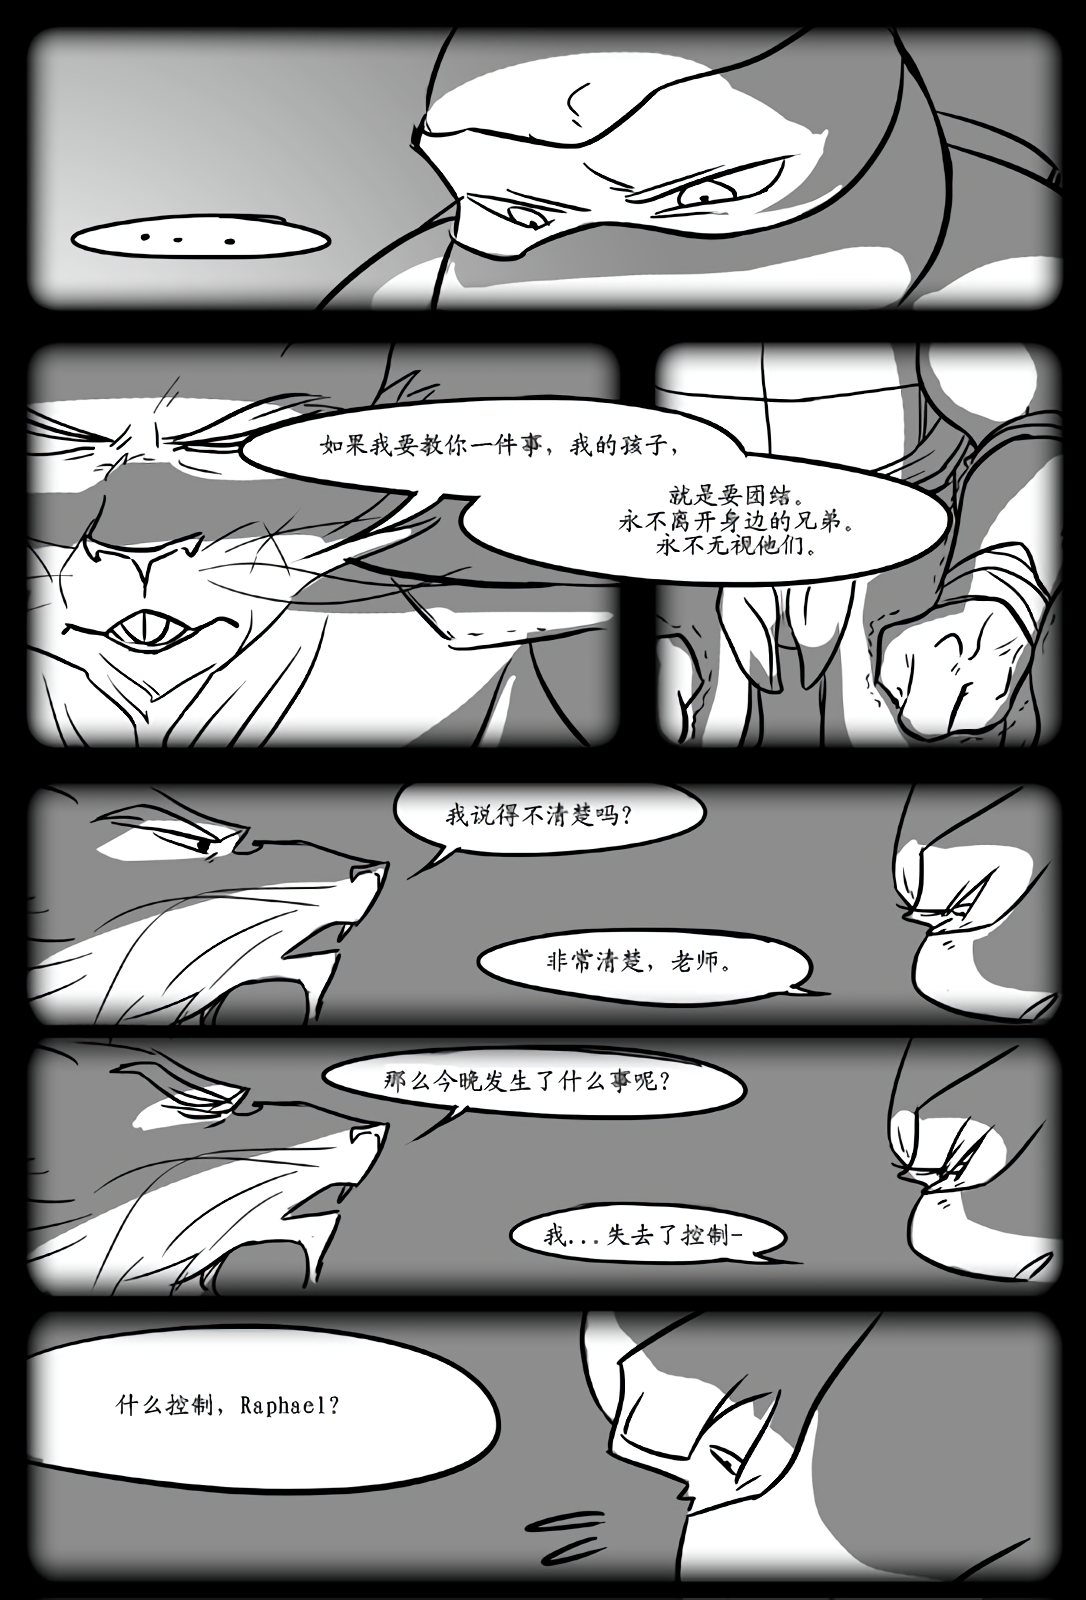 ...
如果我要教你一件事，我的孩子，
就是要团结。
永不离开身边的兄弟。
永不无视他们。
我说得不清楚吗？
非常清楚，老师。
那么今晚发生了什么事呢？
我...失去了控制-
什么控制，Raphael？